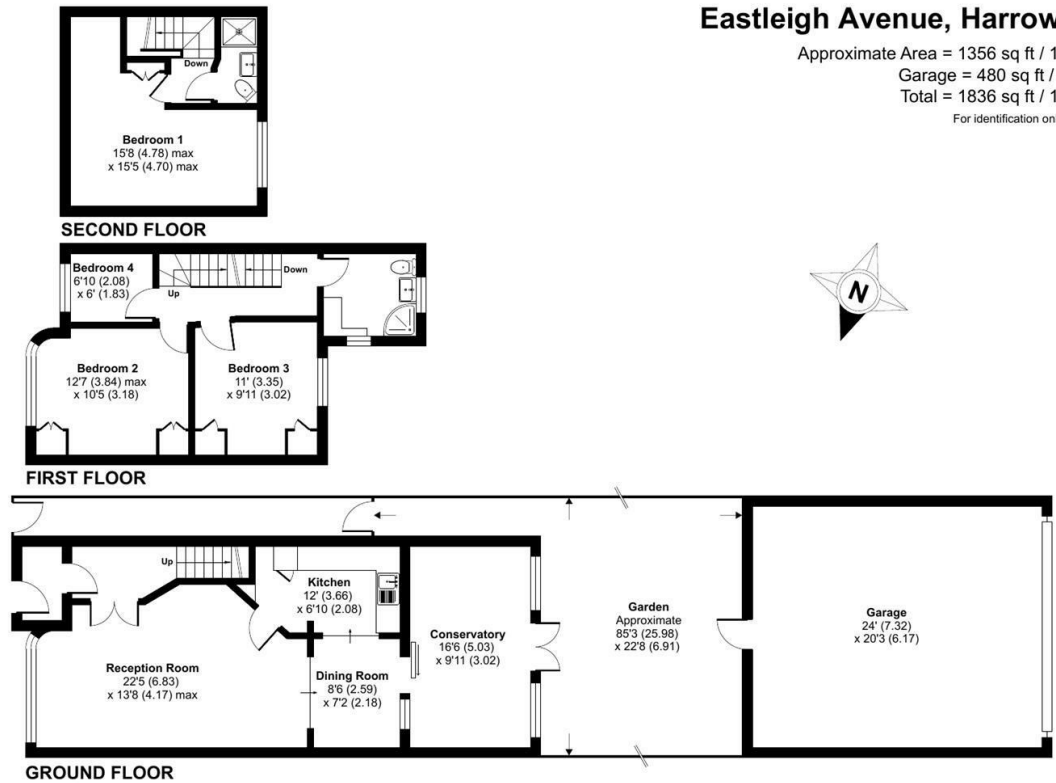 Eastleigh Avenue, Harrow
Approximate Area = 1356 sq ft / 1
Garage = 480 sq ft /
Total = 1836 sq ft / 1
For identification onl
Down
Bedroom 1
15'8 (4.78) max
x 15'5 (4.70) max
SECOND FLOOR
Bedroom 4
6'10 (2.08)
x 6' (1.83)
Up
Down
Bedroom 2
12'7 (3.84) max
x 10'5 (3.18)
Bedroom 3
11' (3.35)
x 9'11 (3.02)
FIRST FLOOR
N
Up
Kitchen
12' (3.66)
x 6'10 (2.08)
Reception Room
22'5 (6.83)
x 13'8 (4.17) max
Dining Room
8'6 (2.59)
x 7'2 (2.18)
Conservatory
16'6 (5.03)
x 9'11 (3.02)
Garden
Approximate
85'3 (25.98)
x 22'8 (6.91)
Garage
24' (7.32)
x 20'3 (6.17)
GROUND FLOOR